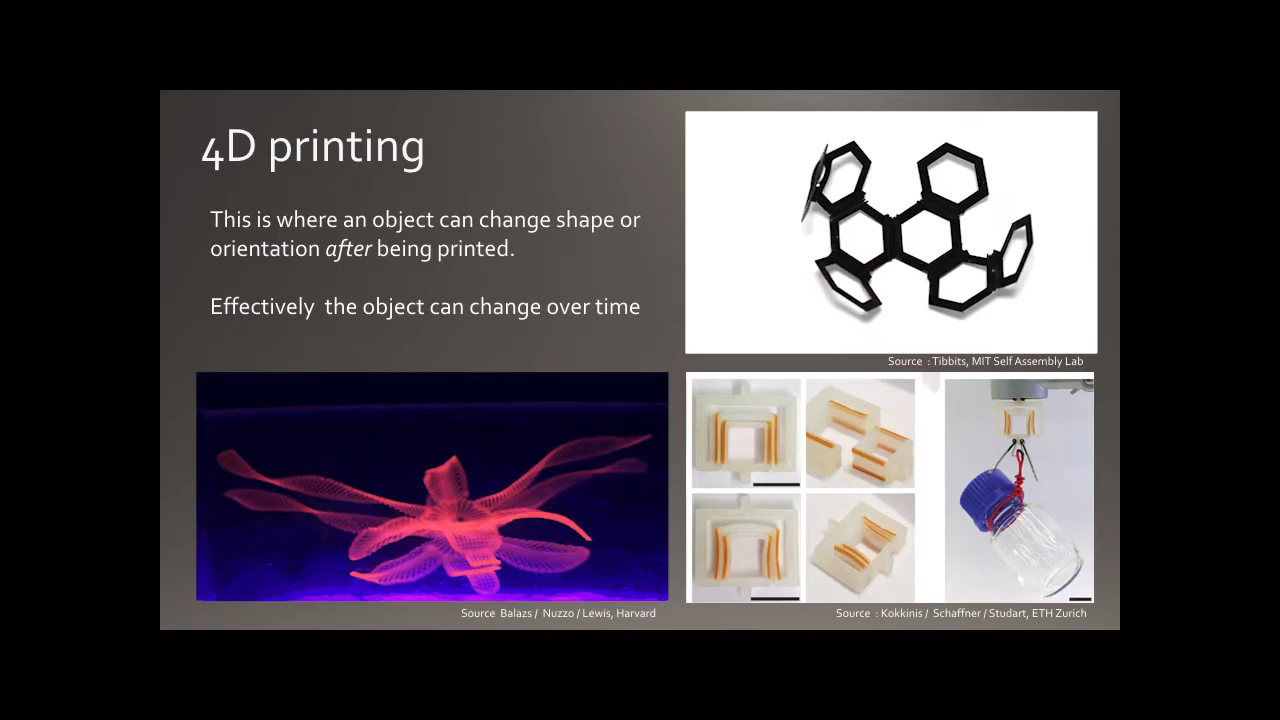 4D printing
This is where an object can change shape or
orientation after being printed.
Effectively the object can change over time
Source : Tibbits, MIT Self Assembly Lab
Source Balazs / Nuzzo / Lewis, Harvard
Source : Kokkinis / Schaffner / Studart, ETH Zurich